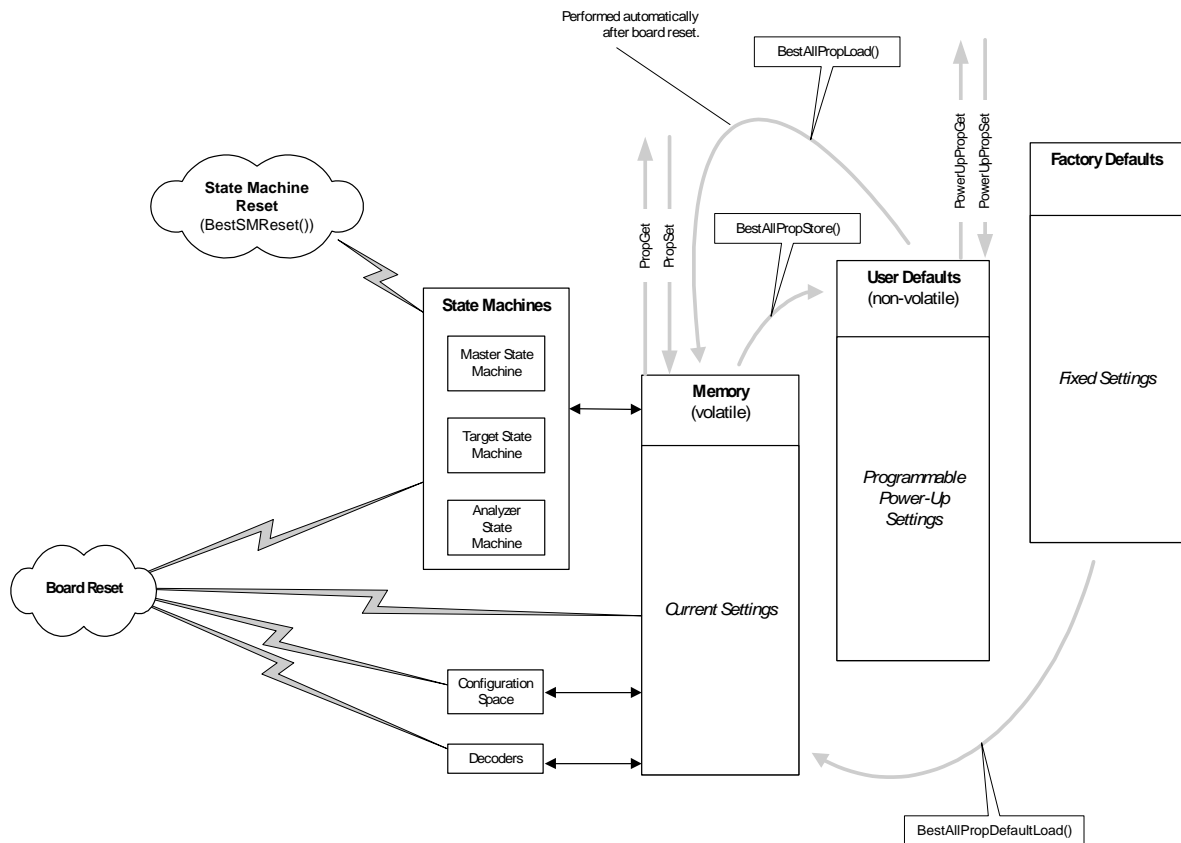 Performed automatically
after board reset.
BestAllPropLoad()
PropGet
PropSet
PowerUpPropGet
PowerUpPropSet
Factory Defaults
State Machine
Reset
(BestSMReset())
BestAllPropStore()
User Defaults
(non-volatile)
State Machines
Master State
Machine
Memory
(volatile)
Fixed Settings
Target State
Machine
Programmable
Power-Up
Settings
Analyzer
State
Machine
Board Reset
Current Settings
Configuration
Space
Decoders
BestAllPropDefaultLoad()